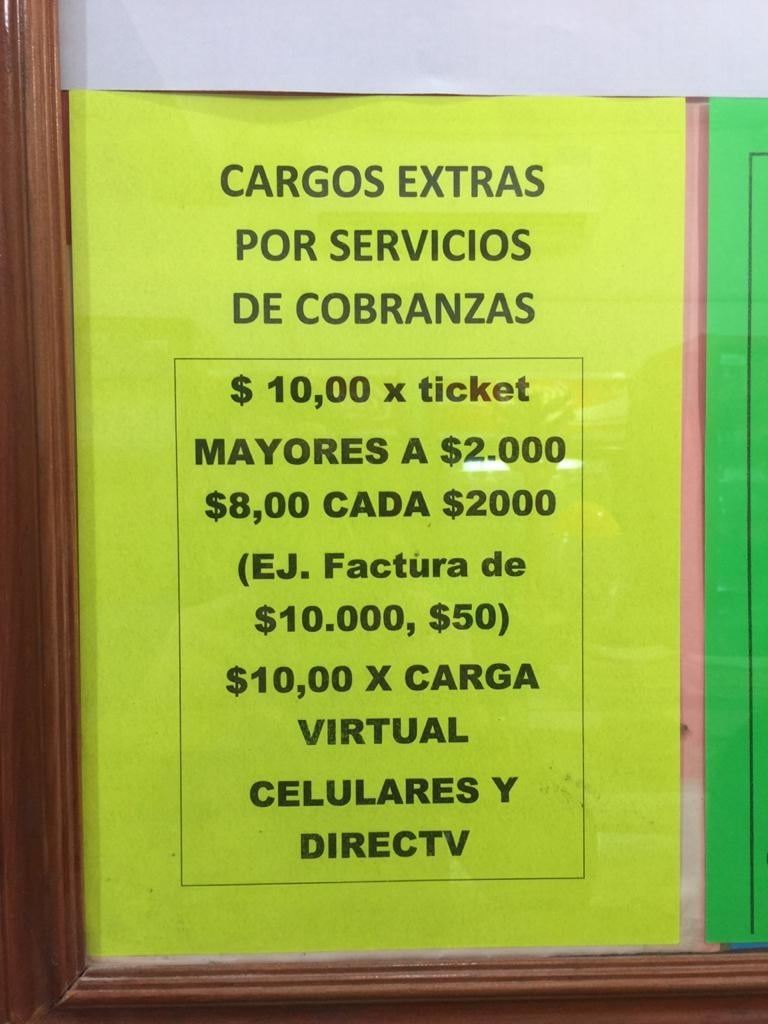 CARGOS EXTRAS
POR SERVICIOS
DE COBRANZAS
$ 10,00 x ticket
MAYORES A $2.000
$8,00 CADA $2000
(EJ. Factura de
$10.000, $50)
$10,00 X CARGA
VIRTUAL
CELULARES Y
DIRECTV